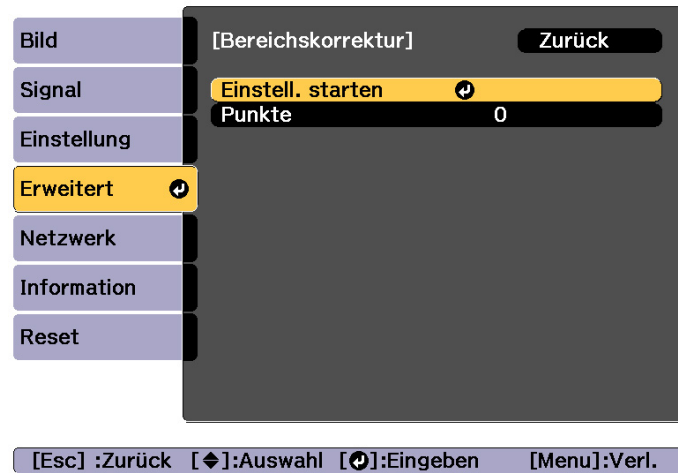 Bild
Signal
Einstellung
Erweitert
Netzwerk
Information
Reset
[Bereichskorrektur] Zurück
Einstell. starten
Punkte 0
[Esc] :Zurück [◆]:Auswahl [⏎]:Eingeben [Menu]:Verl.